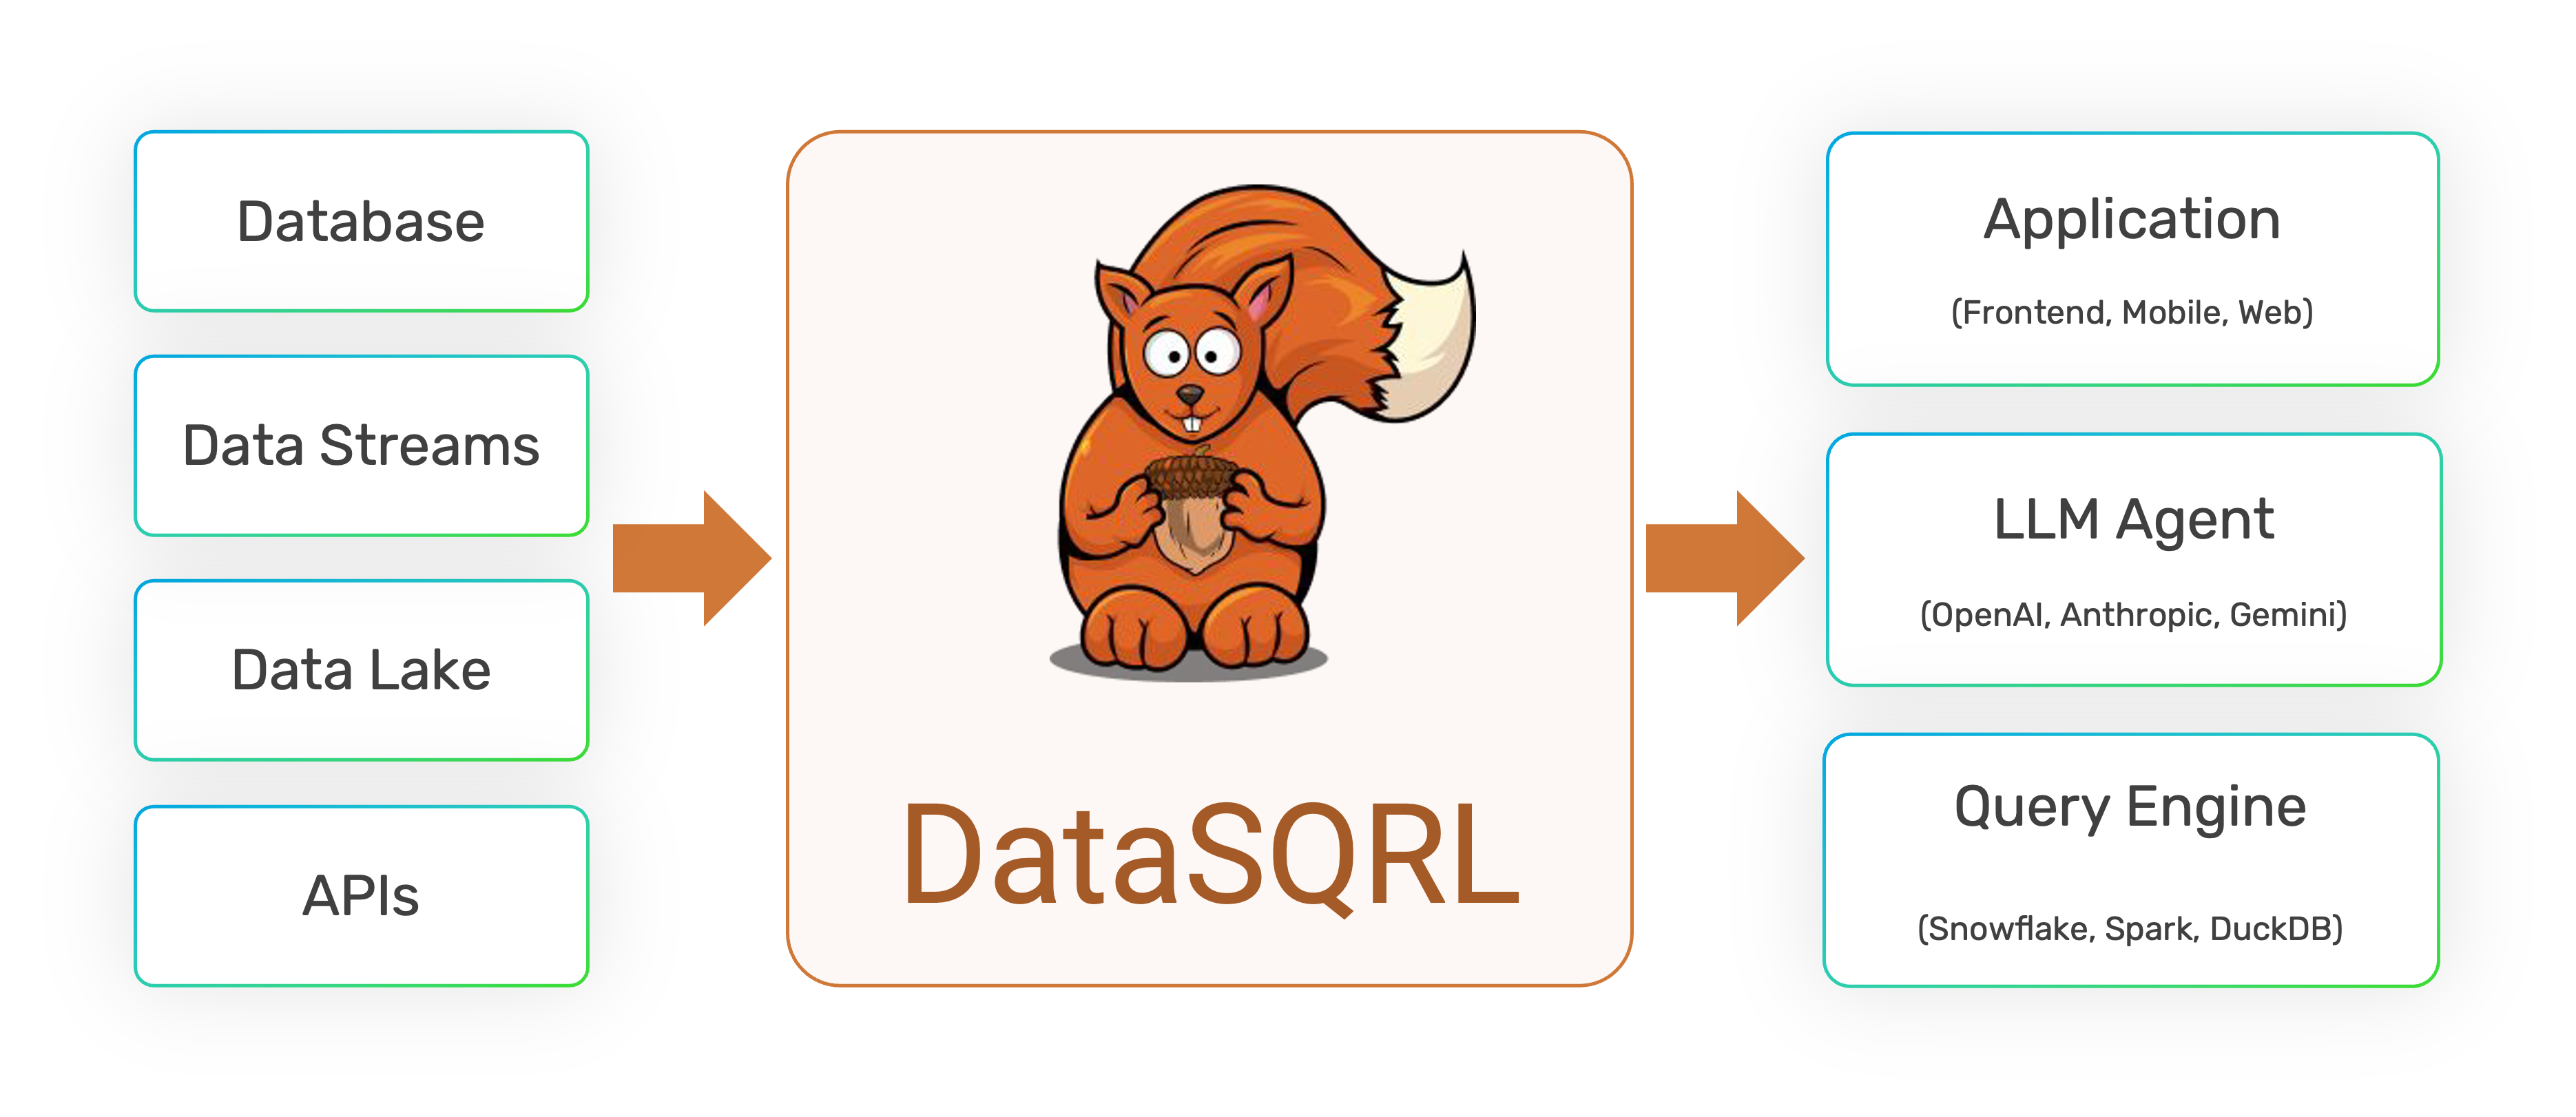 Database
Data Streams
Data Lake
APIs
DataSQRL
Application
(Frontend, Mobile, Web)
LLM Agent
(OpenAI, Anthropic, Gemini)
Query Engine
(Snowflake, Spark, DuckDB)